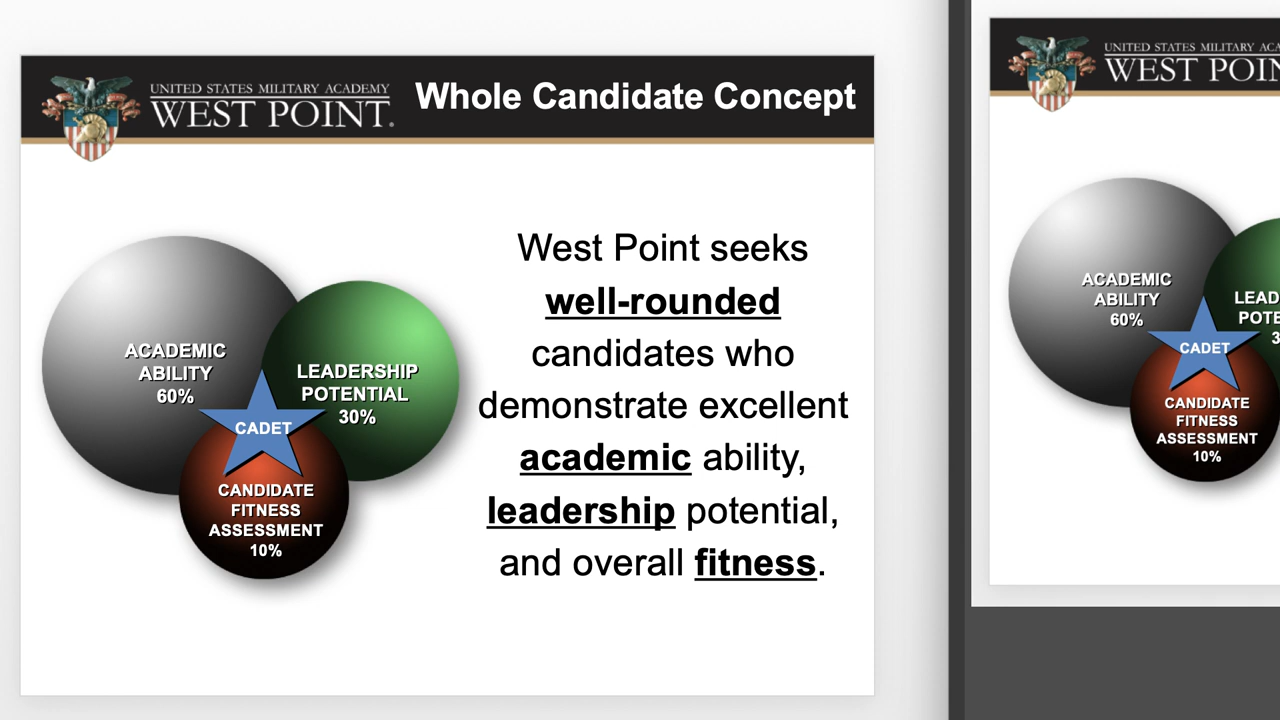 UNITED STATES MILITARY ACADEMY
WEST POINT®
Whole Candidate Concept
ACADEMIC
ABILITY
60%
LEADERSHIP
POTENTIAL
30%
CADET
CANDIDATE
FITNESS
ASSESSMENT
10%
West Point seeks
well-rounded
candidates who
demonstrate excellent
academic ability,
leadership potential,
and overall fitness.
UNITED STATES MILITARY ACA
WEST POIN
ACADEMIC
ABILITY
60%
LEAD
POTE
3
CADET
CANDIDATE
FITNESS
ASSESSMENT
10%